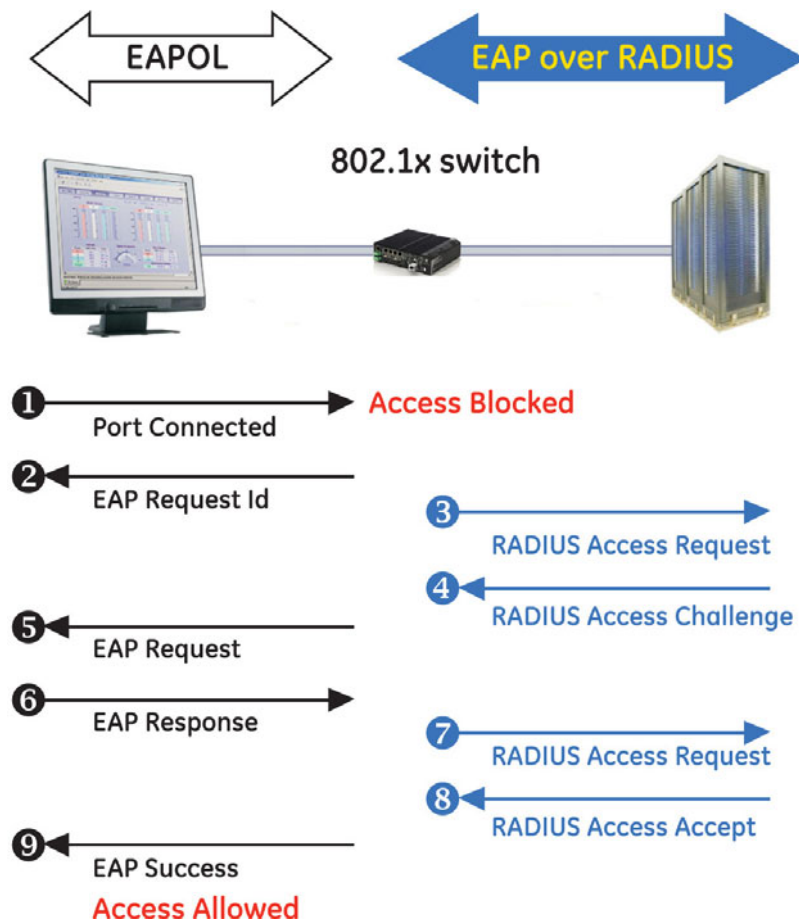 EAPOL
EAP over RADIUS
802.1x switch
1
Port Connected
Access Blocked
2
EAP Request Id
3
RADIUS Access Request
4
RADIUS Access Challenge
5
EAP Request
6
EAP Response
7
RADIUS Access Request
8
RADIUS Access Accept
9
EAP Success
Access Allowed